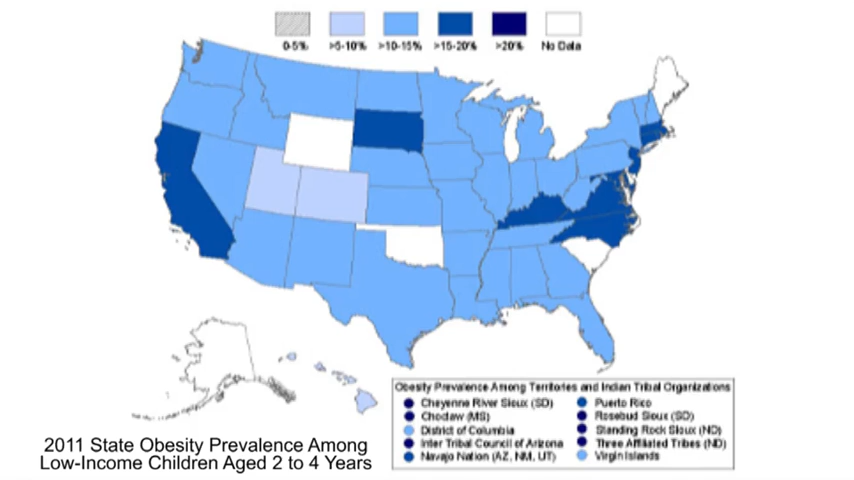 0-5%
>5-10%
>10-15%
>15-20%
>20%
No Data
Obesity Prevalence Among Territories and Indian Tribal Organizations
Cheyenne River Sioux (SD)
Choctaw (MS)
District of Columbia
Inter Tribal Council of Arizona
Navajo Nation (AZ, NM, UT)
Puerto Rico
Rosebud Sioux (SD)
Standing Rock Sioux (ND)
Three Affiliated Tribes (ND)
Virgin Islands
2011 State Obesity Prevalence Among
Low-Income Children Aged 2 to 4 Years